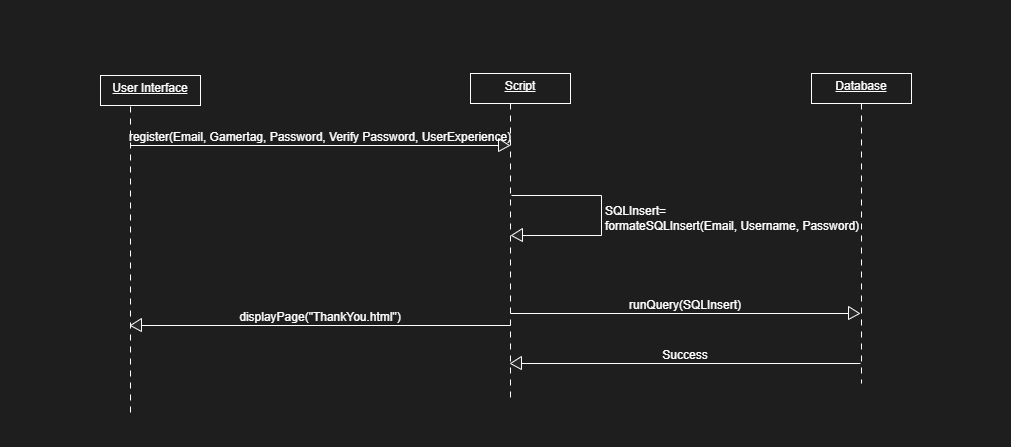 User Interface
Script
Database
register(Email, Gamertag, Password, Verify Password, UserExperience)
SQLInsert=
formateSQLInsert(Email, Username, Password)
runQuery(SQLInsert)
displayPage("ThankYou.html")
Success